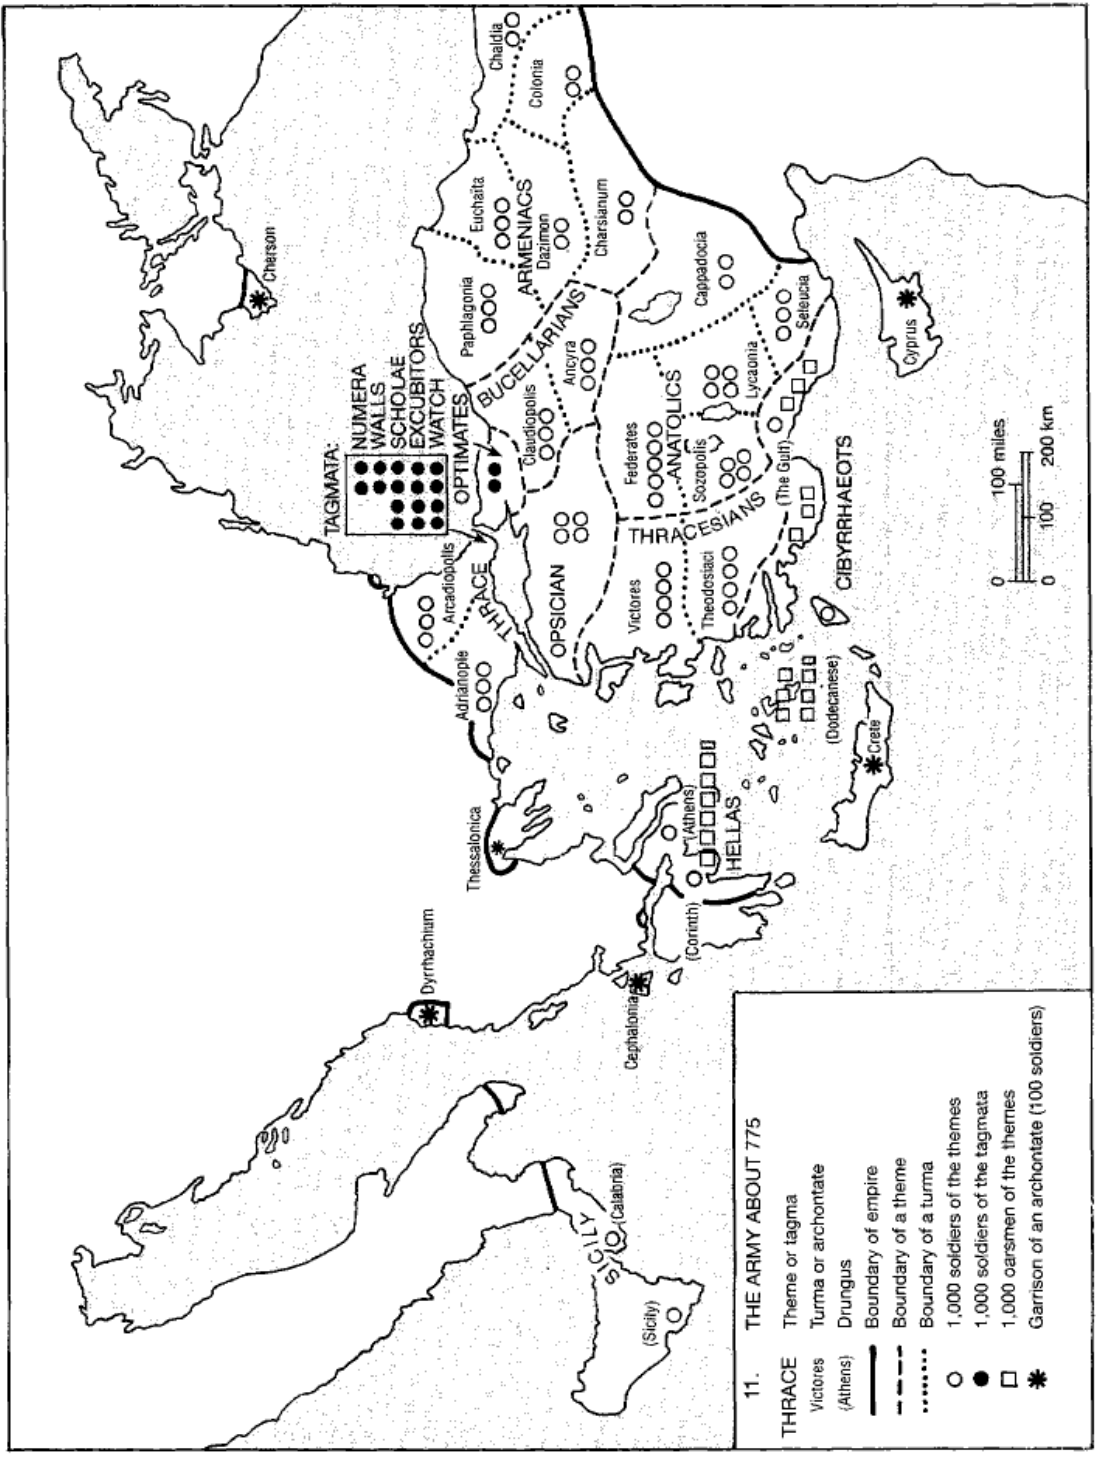 Chaldia
Colonia
Euchaïta
ARMENIACS
Dazimon
Charsianum
Paphlagonia
BUCELLARIANS
Ancyra
Claudiopolis
Cappadocia
Seleucia
Lycaonia
Federates
ANATOLICS
Sozopolis
(The Gulf)
THRACESIANS
Victores
Theodosiaci
CIBYRRHAEOTS
Cherson
Cyprus
TAGMATA:
NUMERA
WALLS
SCHOLAE
EXCUBITORS
WATCH
OPTIMATES
Arcadiopolis
THRACE
Adrianople
OPSICIAN
Thessalonica
(Athens)
HELLAS
(Corinth)
(Dodecanese)
Crete
Dyrrhachium
Cephalonia
SICILY
(Calabria)
(Sicily)
100 miles
0
0 100 200 km
11. THE ARMY ABOUT 775
THRACE Theme or tagma
Victores Turma or archontate
(Athens) Drungus
Boundary of empire
Boundary of a theme
Boundary of a turma
1,000 soldiers of the themes
1,000 soldiers of the tagmata
1,000 oarsmen of the themes
Garrison of an archontate (100 soldiers)